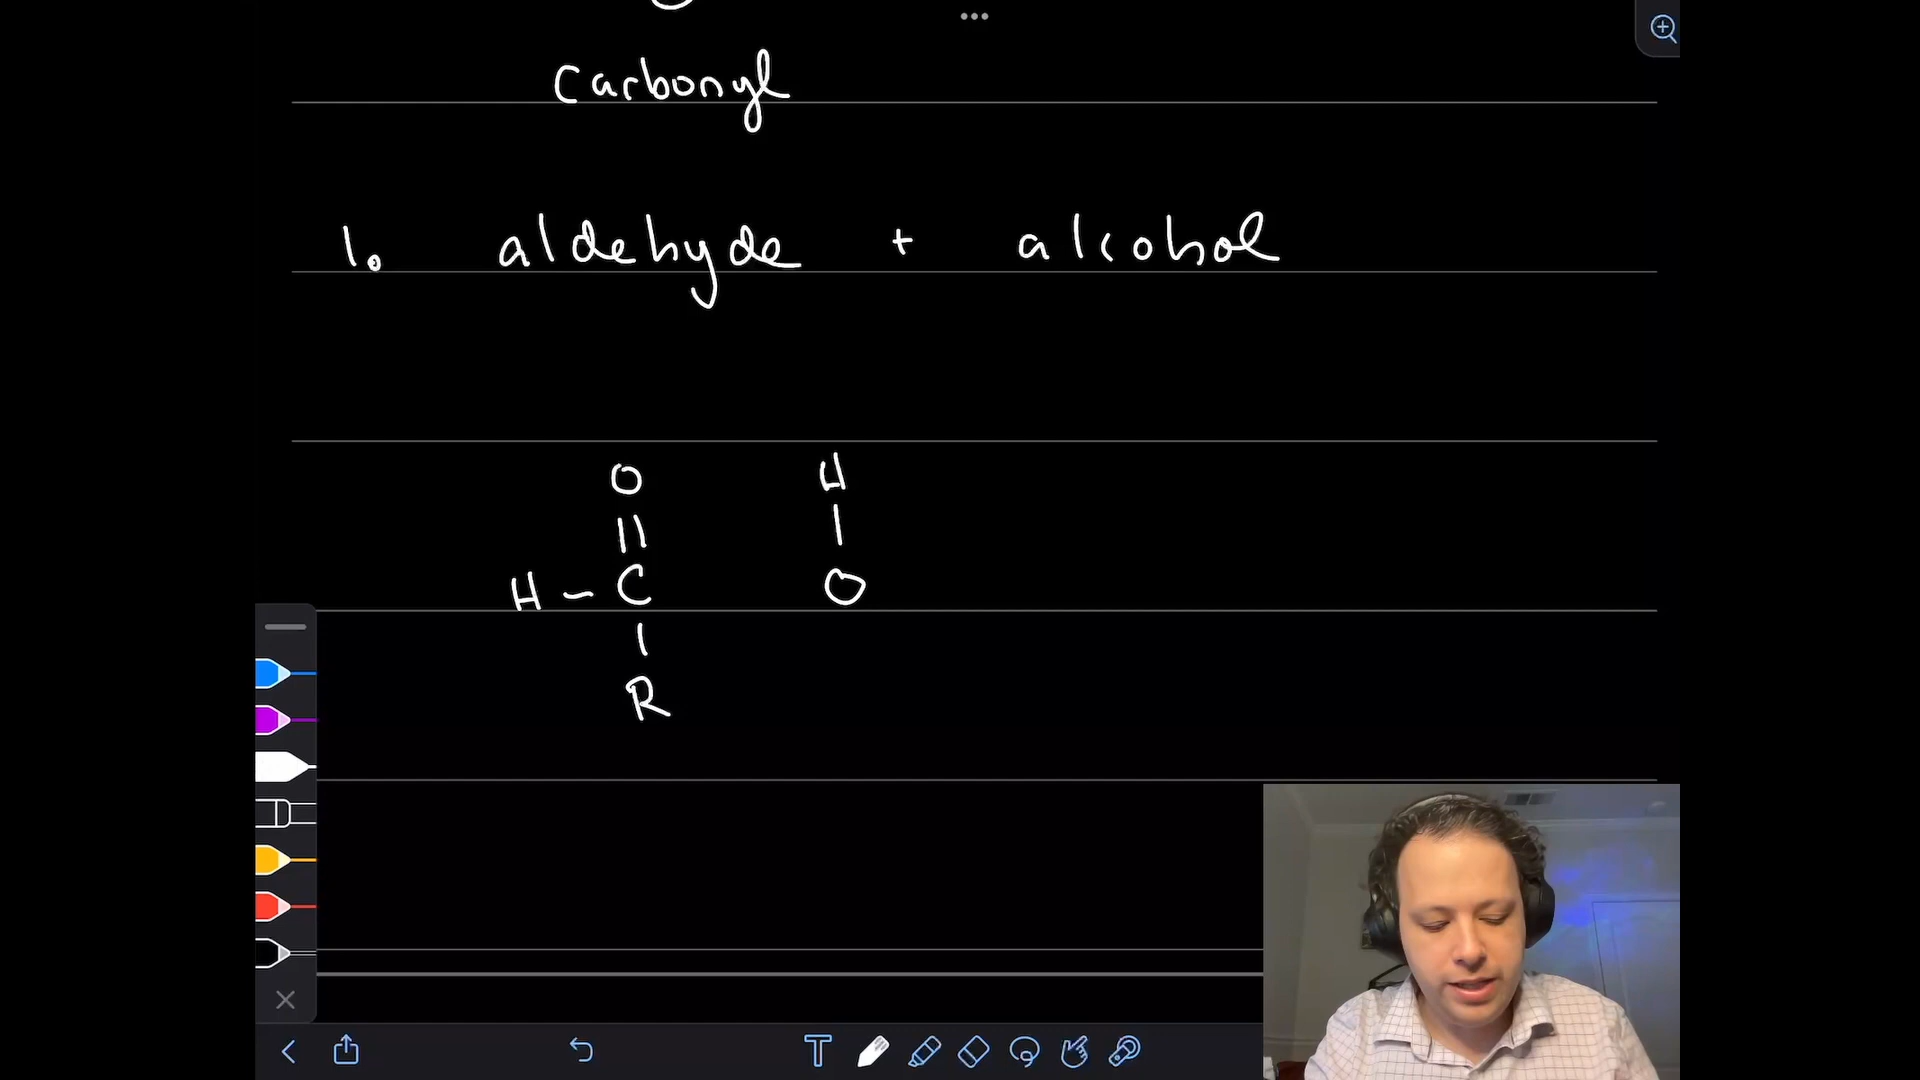 Carbonyl
1. aldehyde + alcohol
O H
|| |
H - C O
|
R
T